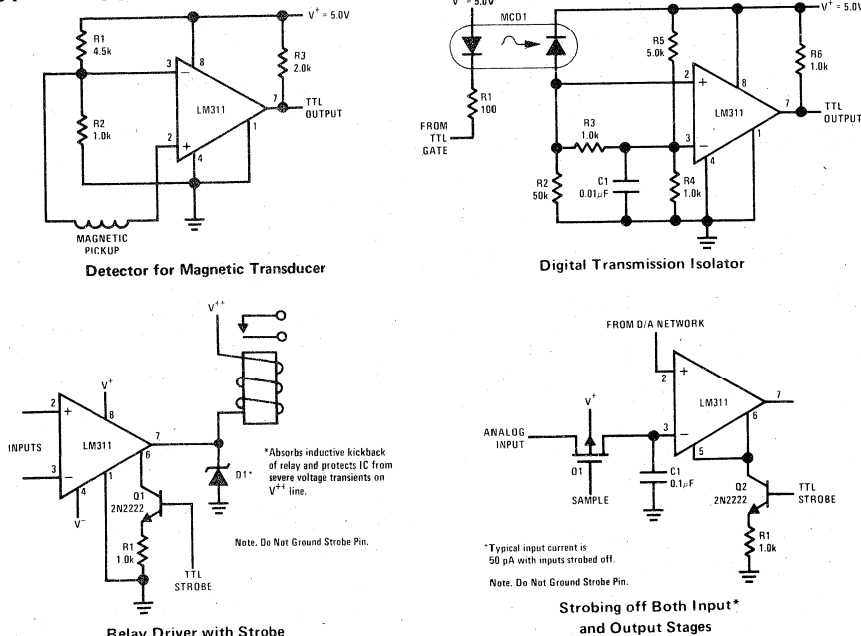 V+ = 5.0V
R1
4.5k
R3
2.0k
3
8
LM311
7
TTL
OUTPUT
R2
1.0k
2
1
4
MAGNETIC
PICKUP
Detector for Magnetic Transducer
= 5.0V
MCD1
V+ = 5.0V
R5
5.0k
R6
1.0k
R1
100
2
8
LM311
7
TTL
OUTPUT
FROM
TTL
GATE
R3
1.0k
3
1
4
R2
50k
C1
0.01μF
R4
1.0k
Digital Transmission Isolator
V++
V+
2
8
INPUTS
LM311
7
6
3
1
4
V−
D1*
*Absorbs inductive kickback
of relay and protects IC from
severe voltage transients on
V++ line.
Q1
2N2222
R1
1.0k
TTL
STROBE
Note. Do Not Ground Strobe Pin.
Relay Driver with Strobe
FROM D/A NETWORK
2
LM311
7
6
V+
ANALOG
INPUT
3
5
Q1
SAMPLE
C1
0.1μF
Q2
2N2222
TTL
STROBE
R1
1.0k
*Typical input current is
50 pA with inputs strobed off.
Note. Do Not Ground Strobe Pin.
Strobing off Both Input*
and Output Stages